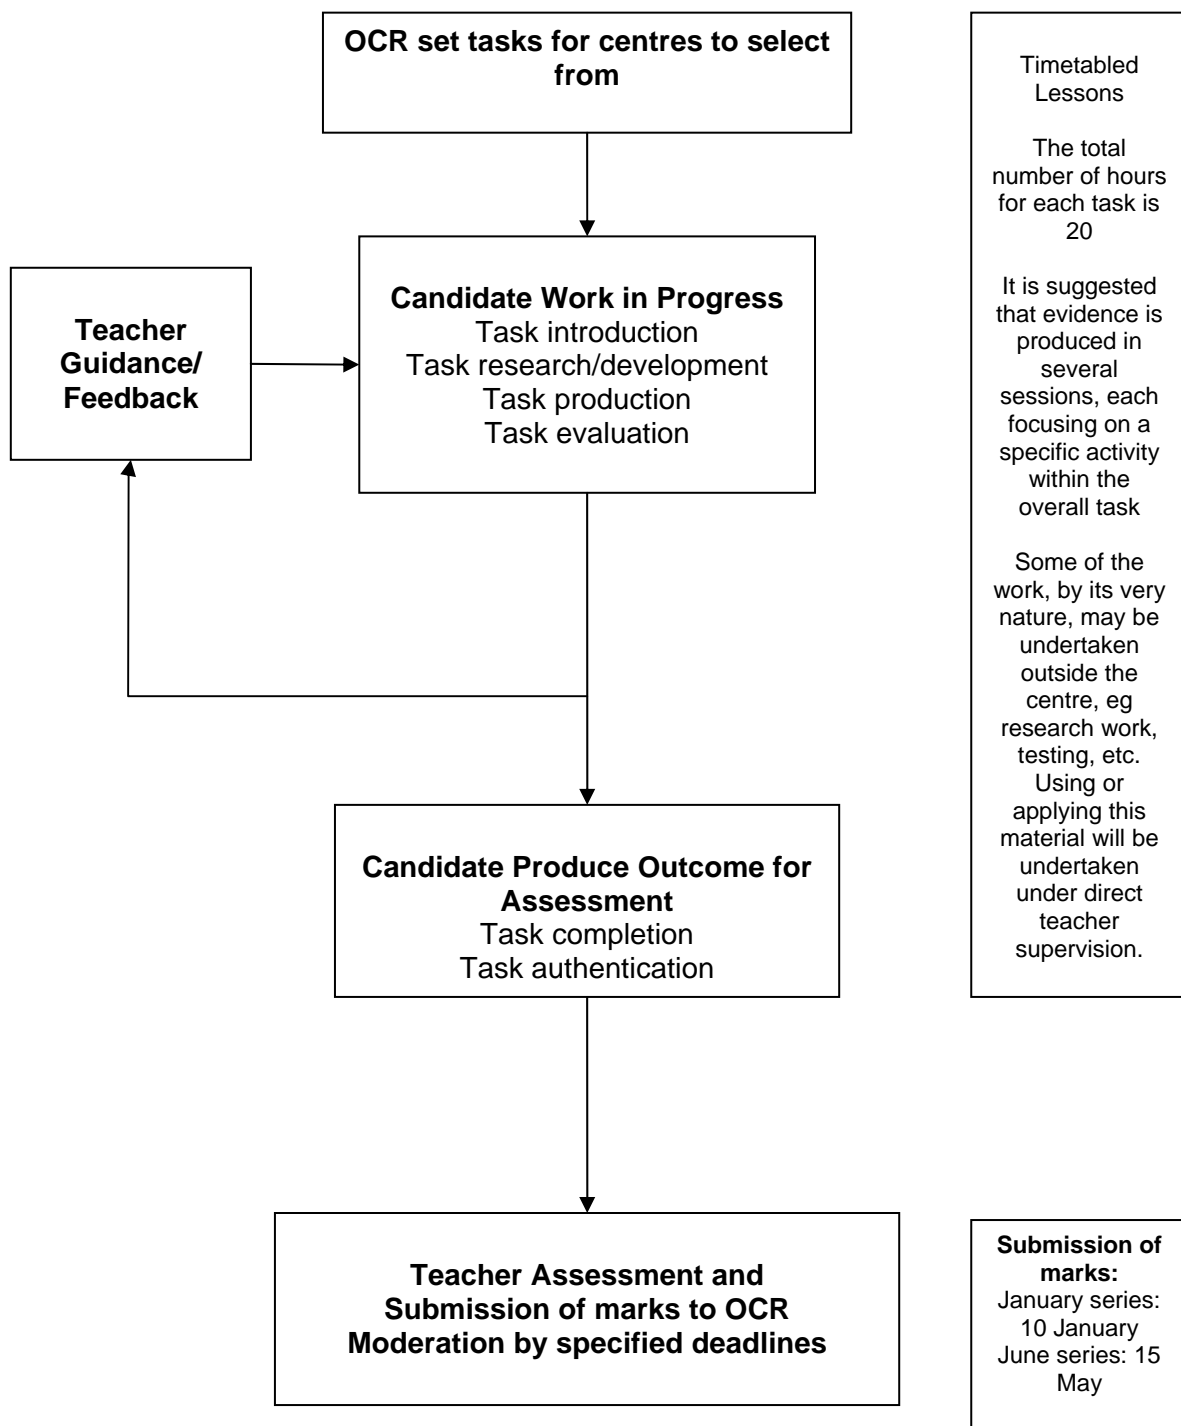 OCR set tasks for centres to select
from
Timetabled
Lessons
The total
number of hours
for each task is
20
It is suggested
that evidence is
produced in
several
sessions, each
focusing on a
specific activity
within the
overall task
Some of the
work, by its very
nature, may be
undertaken
outside the
centre, eg
research work,
testing, etc.
Using or
applying this
material will be
undertaken
under direct
teacher
supervision.
Teacher
Guidance/
Feedback
Candidate Work in Progress
Task introduction
Task research/development
Task production
Task evaluation
Candidate Produce Outcome for
Assessment
Task completion
Task authentication
Teacher Assessment and
Submission of marks to OCR
Moderation by specified deadlines
Submission of
marks:
January series:
10 January
June series: 15
May